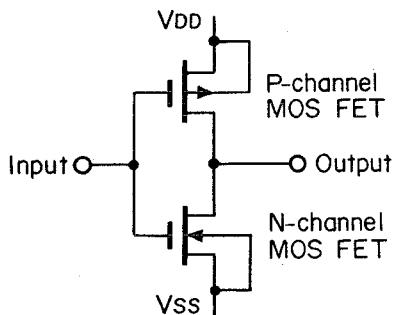 VDD
P-channel
MOS FET
Input
Output
N-channel
MOS FET
VSS